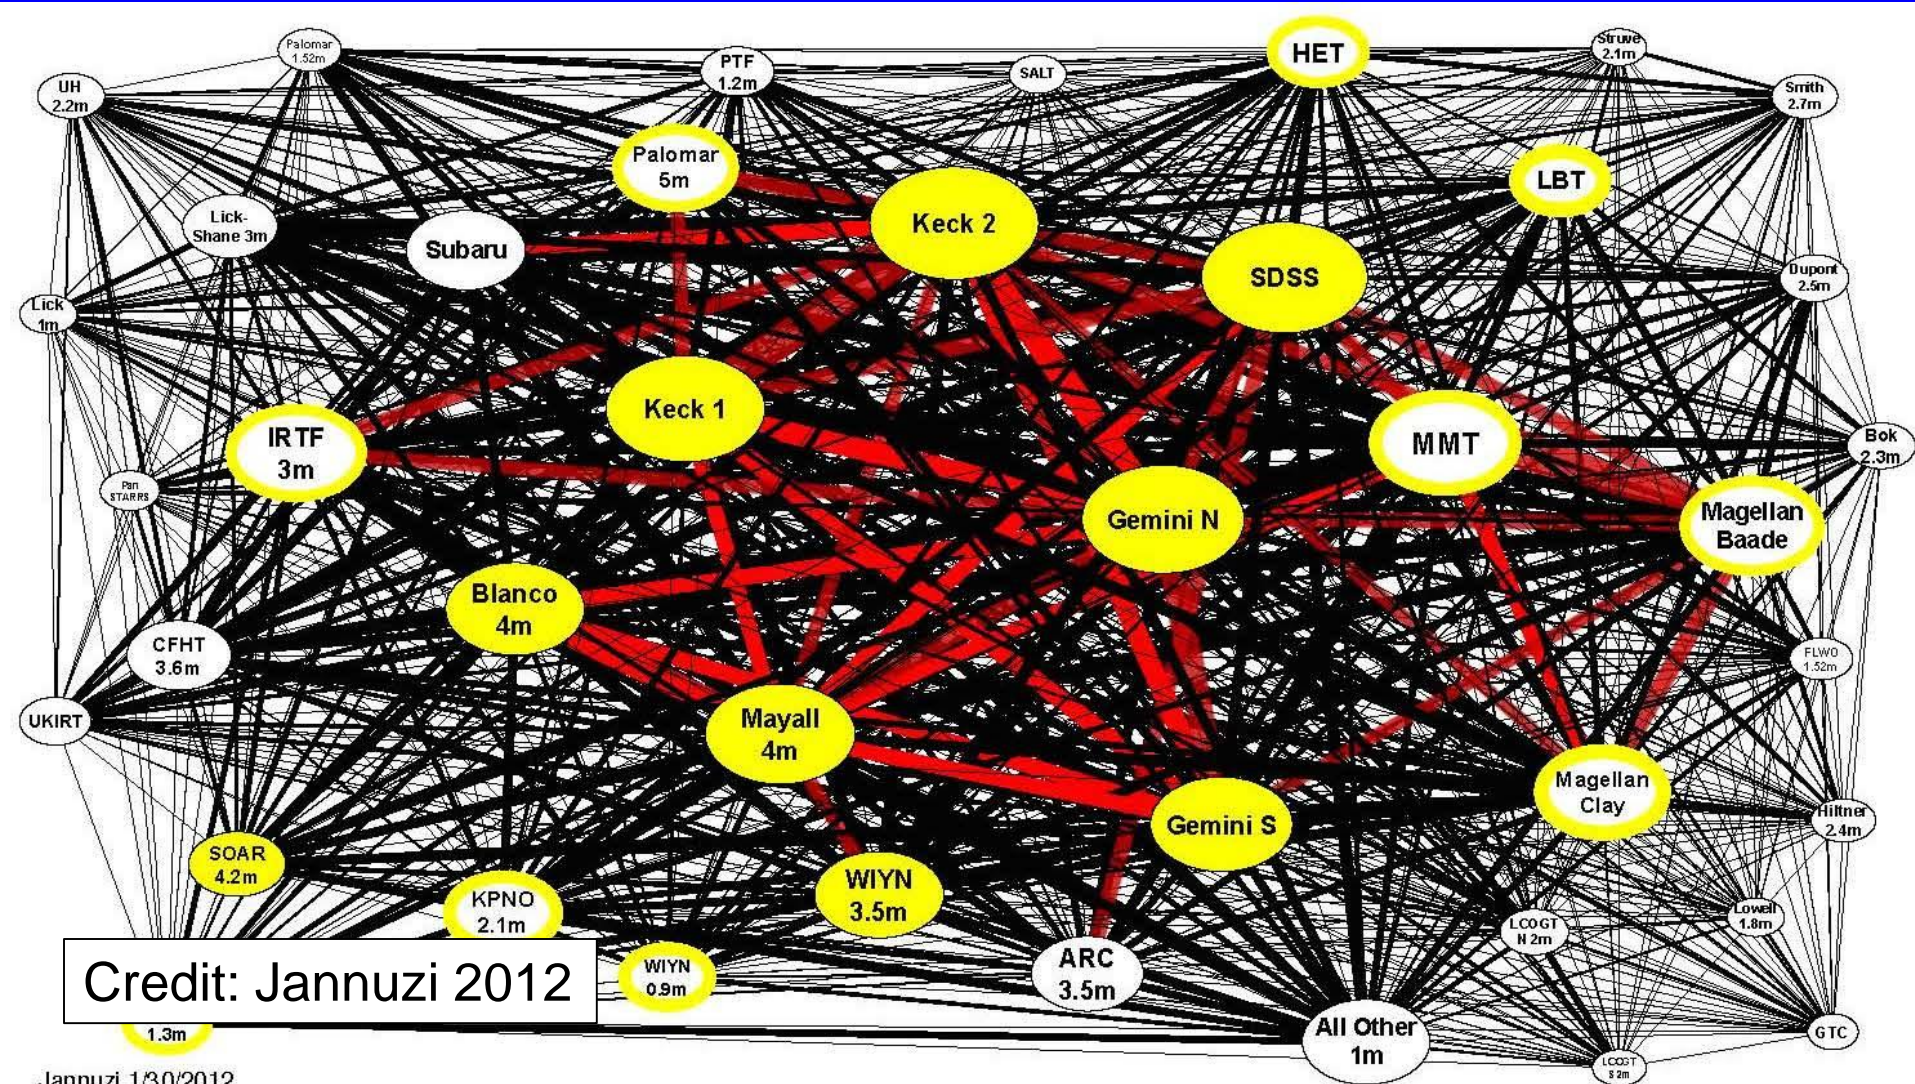 Palomar
1.52m
UH
2.2m
PTF
1.2m
SALT
HET
Struve
2.1m
Smith
2.7m
Palomar
5m
LBT
Lick-
Shane 3m
Subaru
Keck 2
SDSS
Dupont
2.5m
Lick
1m
Keck 1
IRTF
3m
MMT
Bok
2.3m
Pan
STARRS
Gemini N
Magellan
Baade
Blanco
4m
CFHT
3.6m
FLWO
1.52m
UKIRT
Mayall
4m
Magellan
Clay
Gemini S
Hiltner
2.4m
SOAR
4.2m
WIYN
3.5m
KPNO
2.1m
LCOGT
N 2m
Lowell
1.8m
WIYN
0.9m
ARC
3.5m
Credit: Jannuzi 2012
1.3m
All Other
1m
GTC
LCOGT
S 2m
Jannuzi 1/30/2012